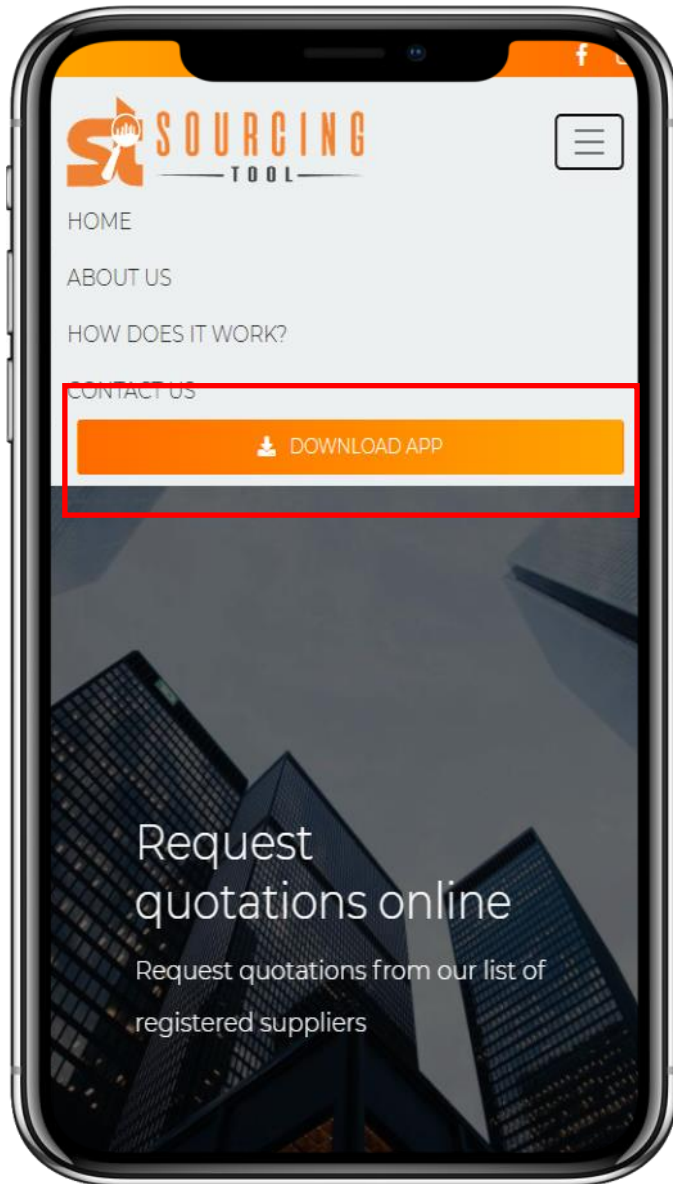 SOURCING
TOOL
HOME
ABOUT US
HOW DOES IT WORK?
CONTACT US
DOWNLOAD APP
Request
quotations online
Request quotations from our list of
registered suppliers